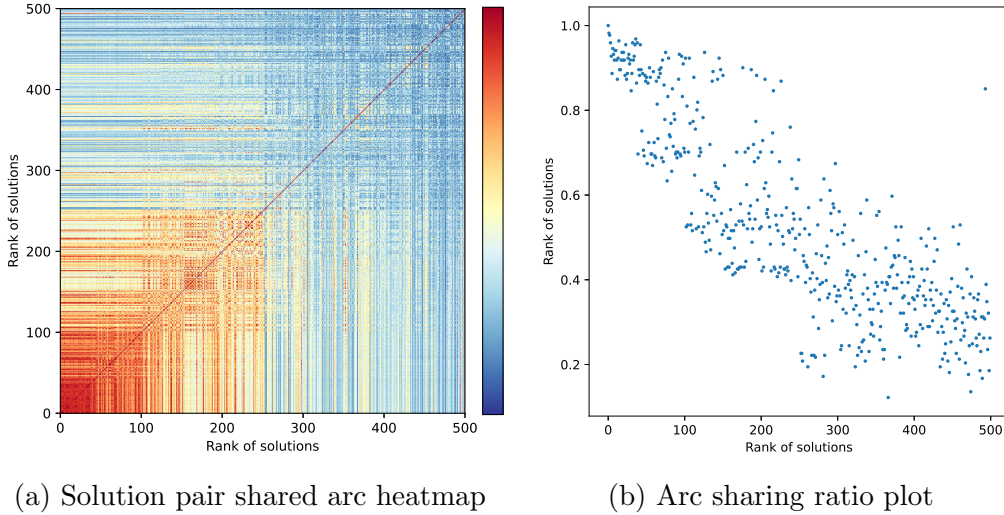 500
400
300
200
100
0
Rank of solutions
0 100 200 300 400 500
Rank of solutions
1.0
0.8
0.6
0.4
0.2
Rank of solutions
0 100 200 300 400 500
Rank of solutions
(a) Solution pair shared arc heatmap
(b) Arc sharing ratio plot